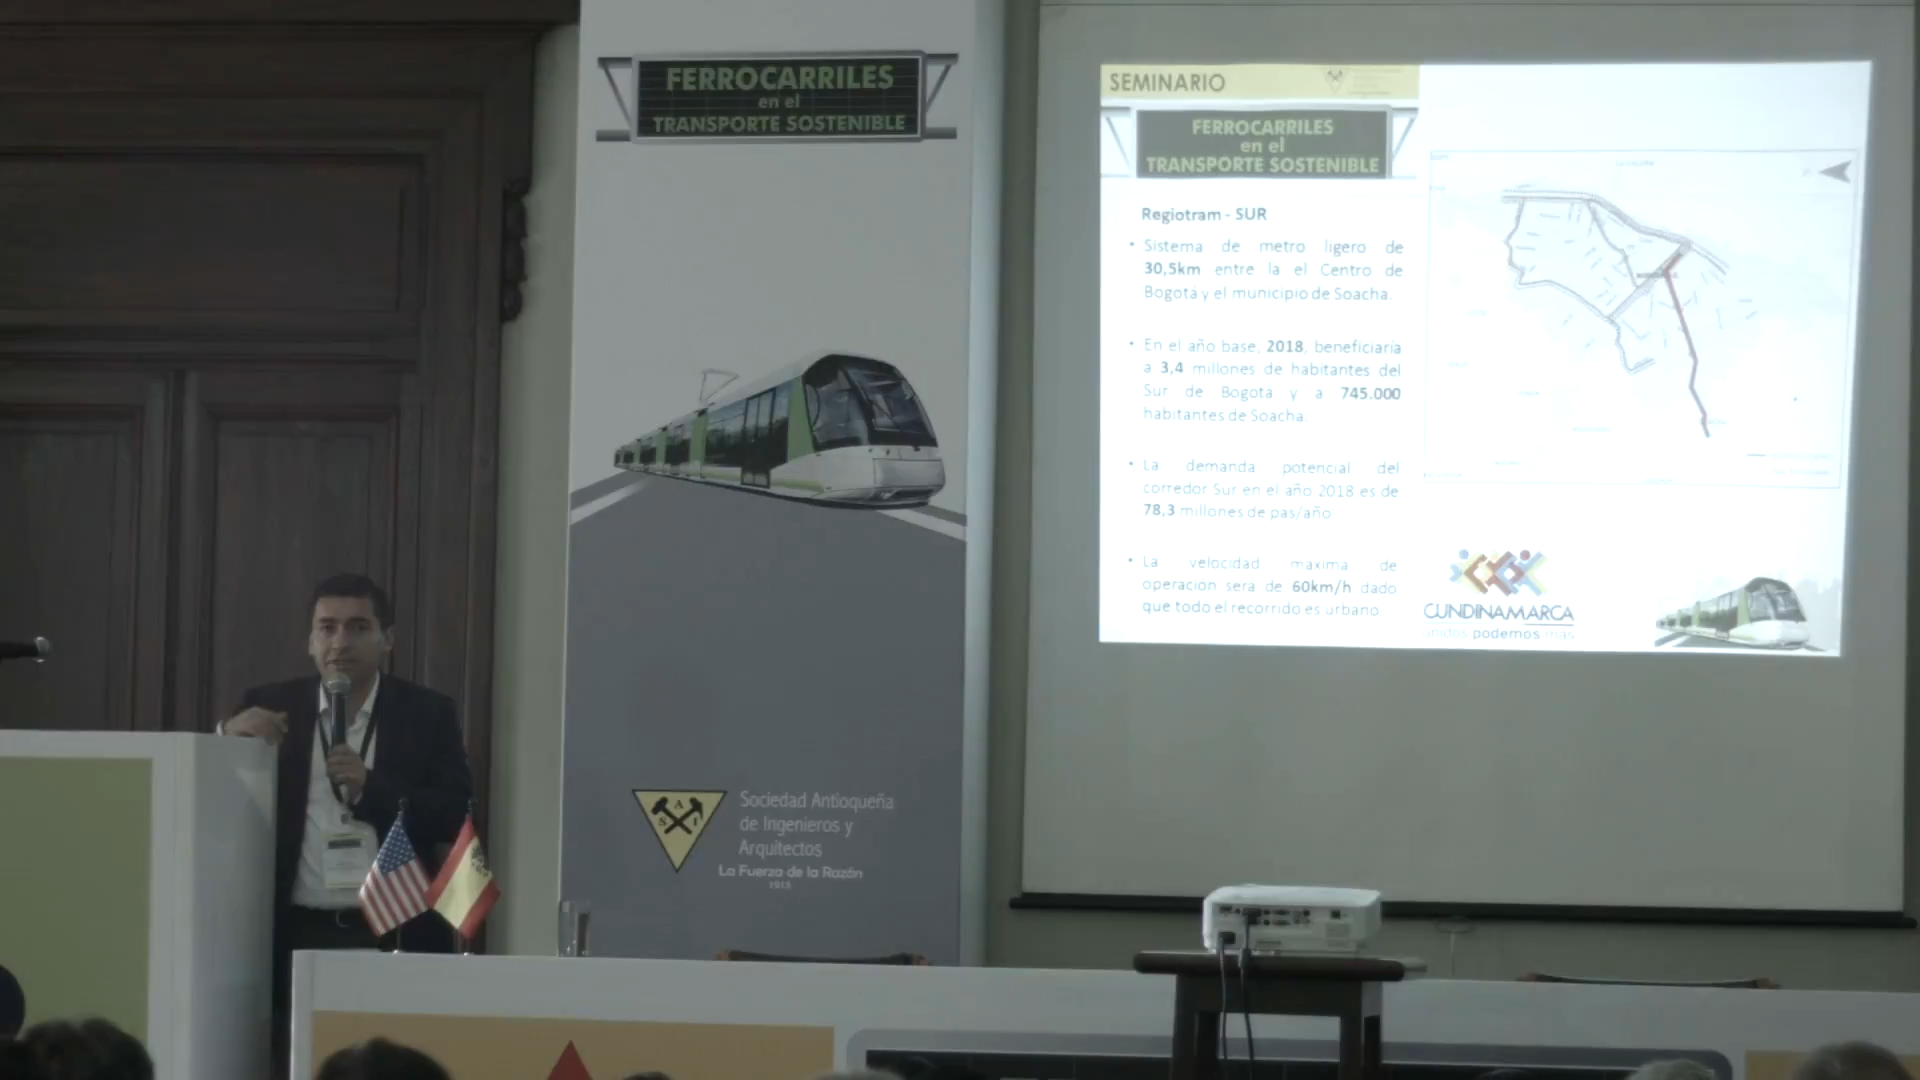 FERROCARRILES
en el
TRANSPORTE SOSTENIBLE
A
S I
Sociedad Antioqueña
de Ingenieros y
Arquitectos
La Fuerza de la Razón
1913
SEMINARIO
FERROCARRILES
en el
TRANSPORTE SOSTENIBLE
Regiotram - SUR
• Sistema de metro ligero de
30,5km entre la el Centro de
Bogotá y el municipio de Soacha.
• En el año base, 2018, beneficiaría
a 3,4 millones de habitantes del
Sur de Bogota y a 745.000
habitantes de Soacha.
• La demanda potencial del
corredor Sur en el año 2018 es de
78,3 millones de pas/año
• La velocidad maxima de
operación sera de 60km/h dado
que todo el recorrido es urbano
CUNDINAMARCA
unidos podemos más